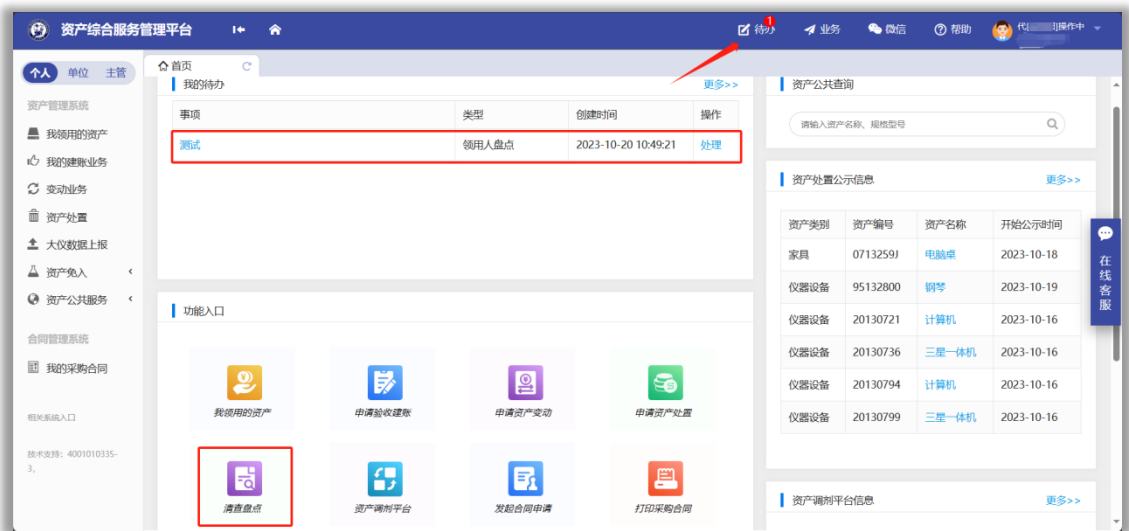 资产综合服务管理平台
待办 1
业务
微信
帮助
操作中
个人 单位 主管
资产管理系统
我领用的资产
我的建账业务
变动业务
资产处置
大仪数据上报
资产免入
资产公共服务
合同管理系统
我的采购合同
相关系统入口
技术支持：4001010335-
3,
首页
我的待办 更多>>
事项 类型 创建时间 操作
测试 领用人盘点 2023-10-20 10:49:21 处理
功能入口
我领用的资产 申请验收建账 申请资产变动 申请资产处置
清查盘点 资产调剂平台 发起合同申请 打印采购合同
资产公共查询
请输入资产名称、规格型号
资产处置公示信息 更多>>
资产类别 资产编号 资产名称 开始公示时间
家具 0713259J 电脑桌 2023-10-18
仪器设备 95132800 钢琴 2023-10-19
仪器设备 20130721 计算机 2023-10-16
仪器设备 20130736 三星一体机 2023-10-16
仪器设备 20130794 计算机 2023-10-16
仪器设备 20130799 三星一体机 2023-10-16
资产调剂平台信息 更多>>
在线客服